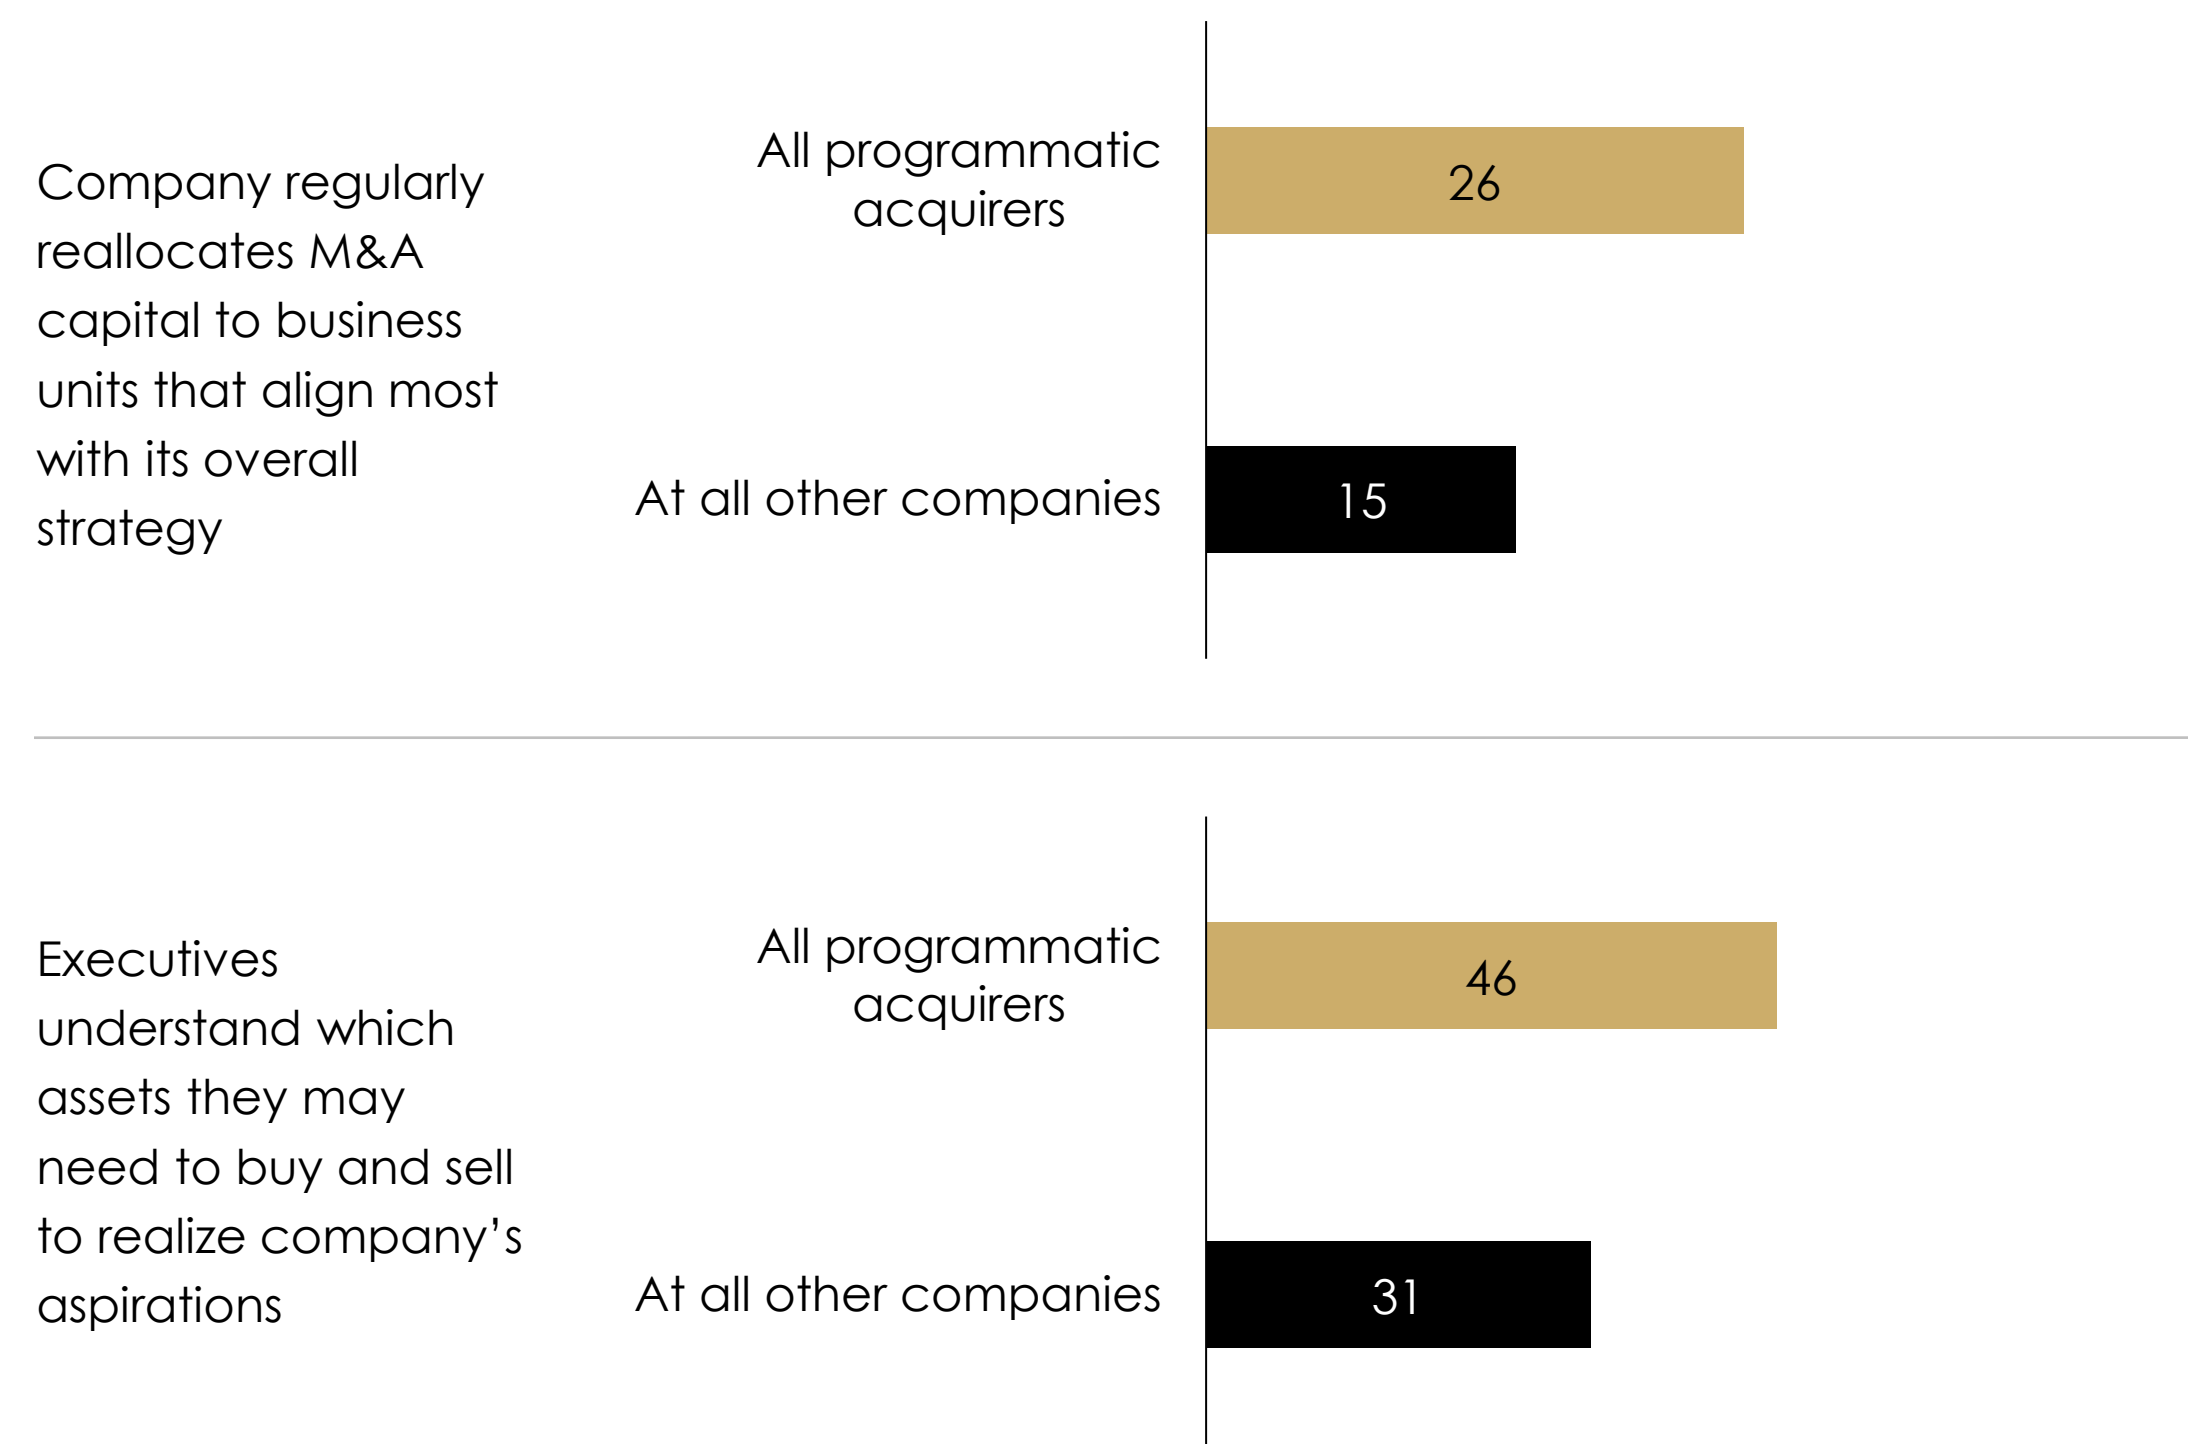 Company regularly
reallocates M&A
capital to business
units that align most
with its overall
strategy
All programmatic
acquirers
26
At all other companies
15
Executives
understand which
assets they may
need to buy and sell
to realize company’s
aspirations
All programmatic
acquirers
46
At all other companies
31